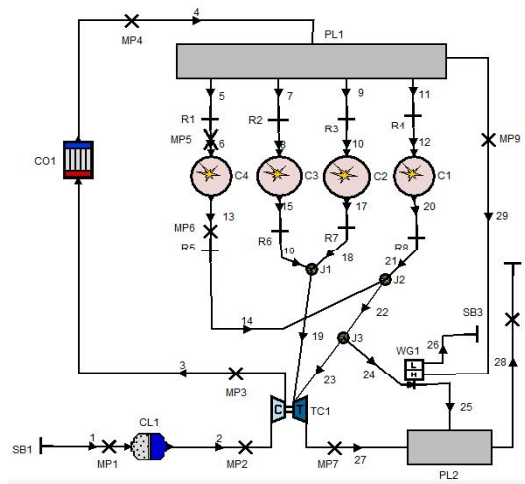 4
PL1
MP4
5
7
9
11
R1
R2
R3
R4
MP5
MP9
6
8
10
12
CO1
C4
C3
C2
C1
13
15
17
20
29
MP6
R5
R6
R7
R8
18
J1
21
J2
14
22
SB3
19
J3
26
28
3
WG1
L
H
23
24
MP3
C
T
TC1
25
CL1
SB1
1
2
MP1
MP2
MP7
27
PL2